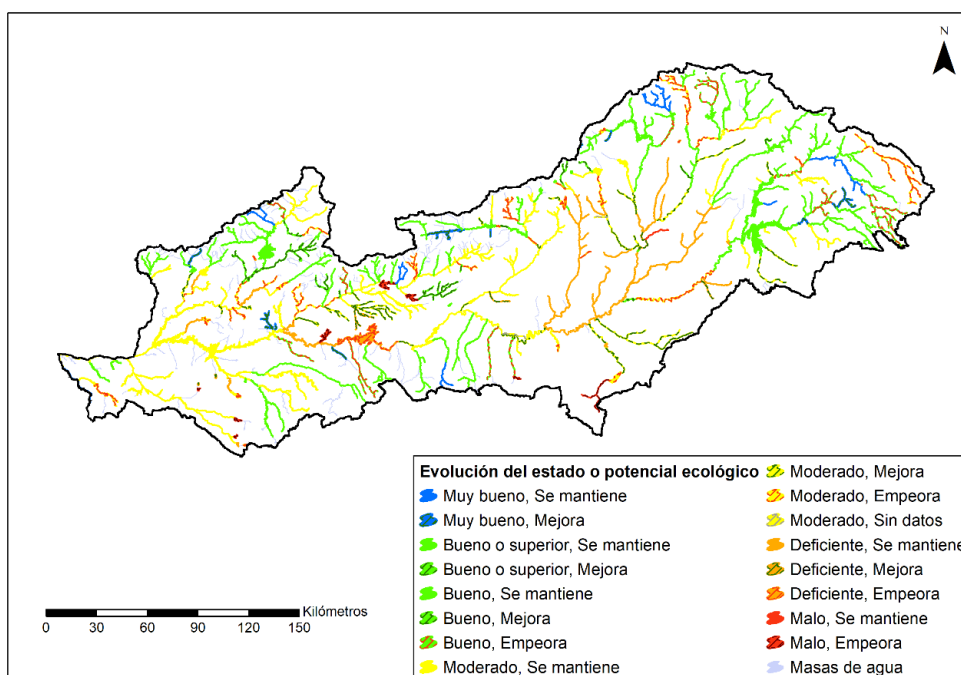 N
Evolución del estado o potencial ecológico
Muy bueno, Se mantiene
Muy bueno, Mejora
Bueno o superior, Se mantiene
Bueno o superior, Mejora
Bueno, Se mantiene
Bueno, Mejora
Bueno, Empeora
Moderado, Se mantiene
Moderado, Mejora
Moderado, Empeora
Moderado, Sin datos
Deficiente, Se mantiene
Deficiente, Mejora
Deficiente, Empeora
Malo, Se mantiene
Malo, Empeora
Masas de agua
Kilómetros
0 30 60 90 120 150